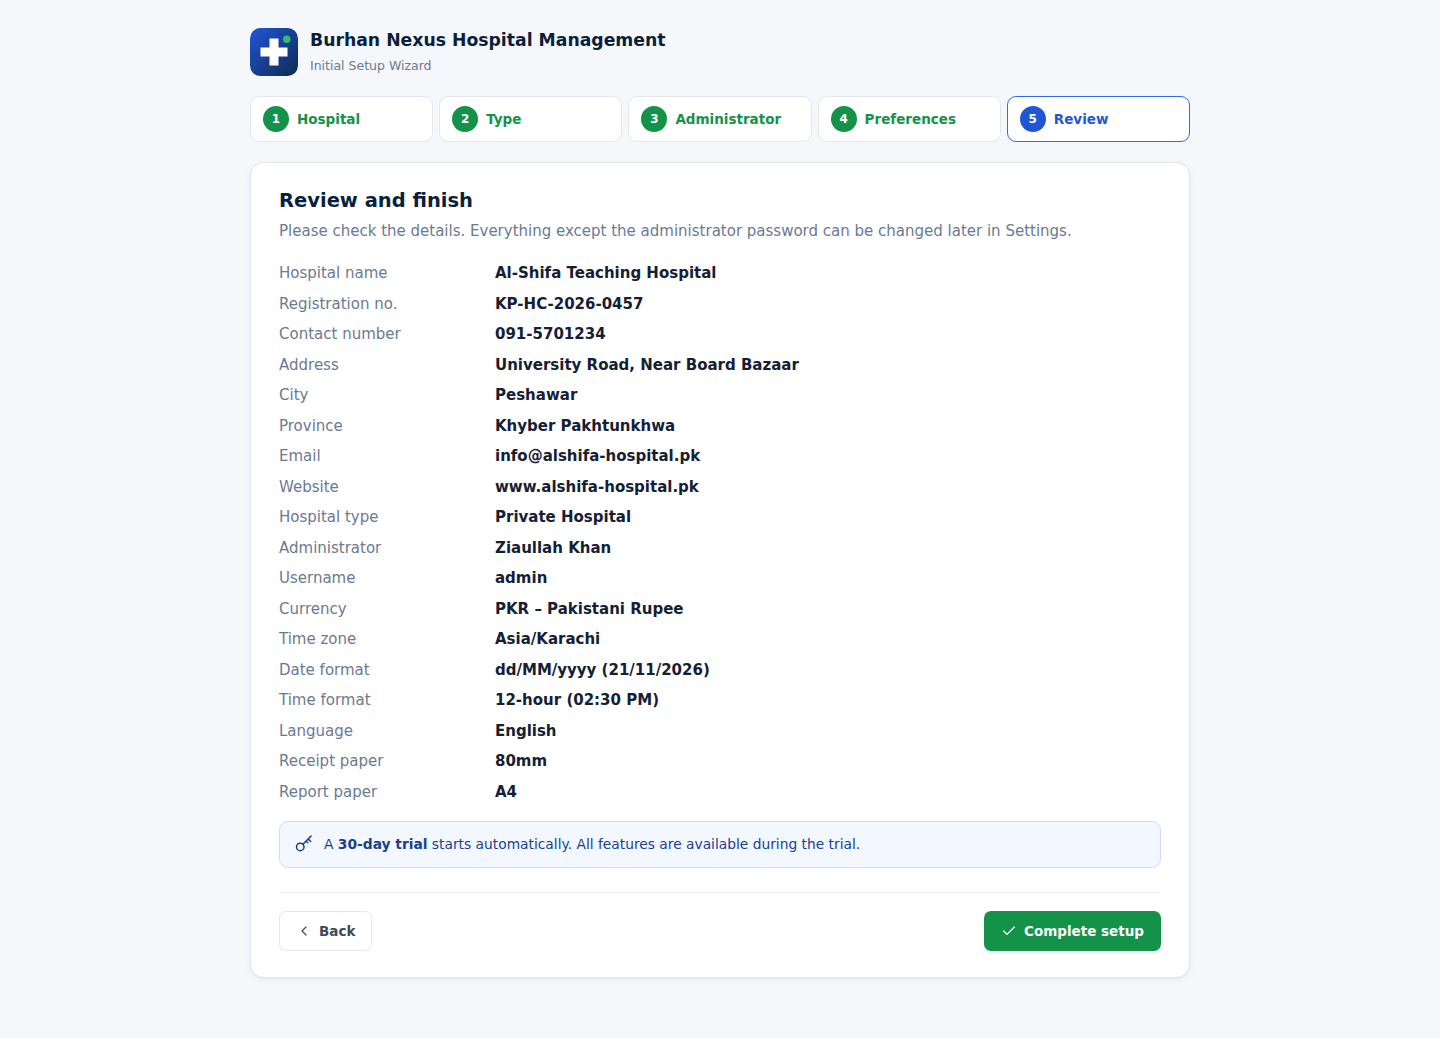 Burhan Nexus Hospital Management
Initial Setup Wizard
1 Hospital
2 Type
3 Administrator
4 Preferences
5 Review
Review and finish
Please check the details. Everything except the administrator password can be changed later in Settings.
Hospital name Al-Shifa Teaching Hospital
Registration no. KP-HC-2026-0457
Contact number 091-5701234
Address University Road, Near Board Bazaar
City Peshawar
Province Khyber Pakhtunkhwa
Email info@alshifa-hospital.pk
Website www.alshifa-hospital.pk
Hospital type Private Hospital
Administrator Ziaullah Khan
Username admin
Currency PKR – Pakistani Rupee
Time zone Asia/Karachi
Date format dd/MM/yyyy (21/11/2026)
Time format 12-hour (02:30 PM)
Language English
Receipt paper 80mm
Report paper A4
A 30-day trial starts automatically. All features are available during the trial.
Back
Complete setup